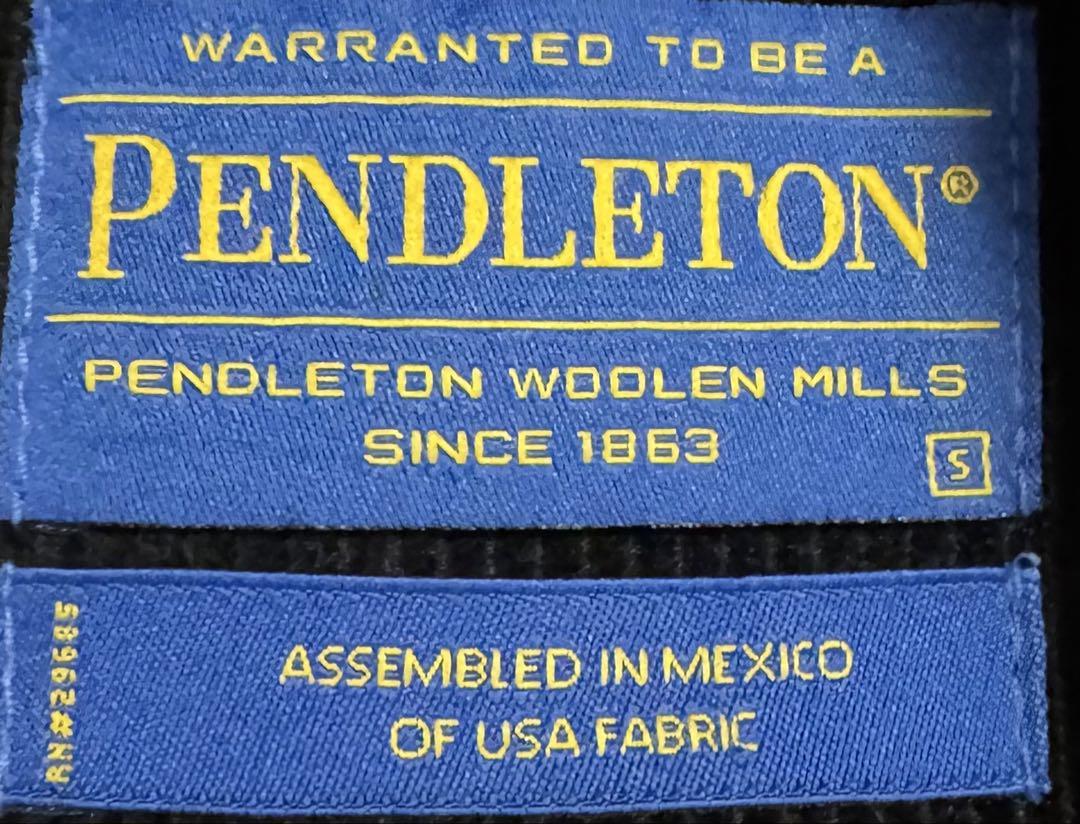 WARRANTED TO BE A
PENDLETON®
PENDLETON WOOLEN MILLS
SINCE 1863
S
RN#29685
ASSEMBLED IN MEXICO
OF USA FABRIC